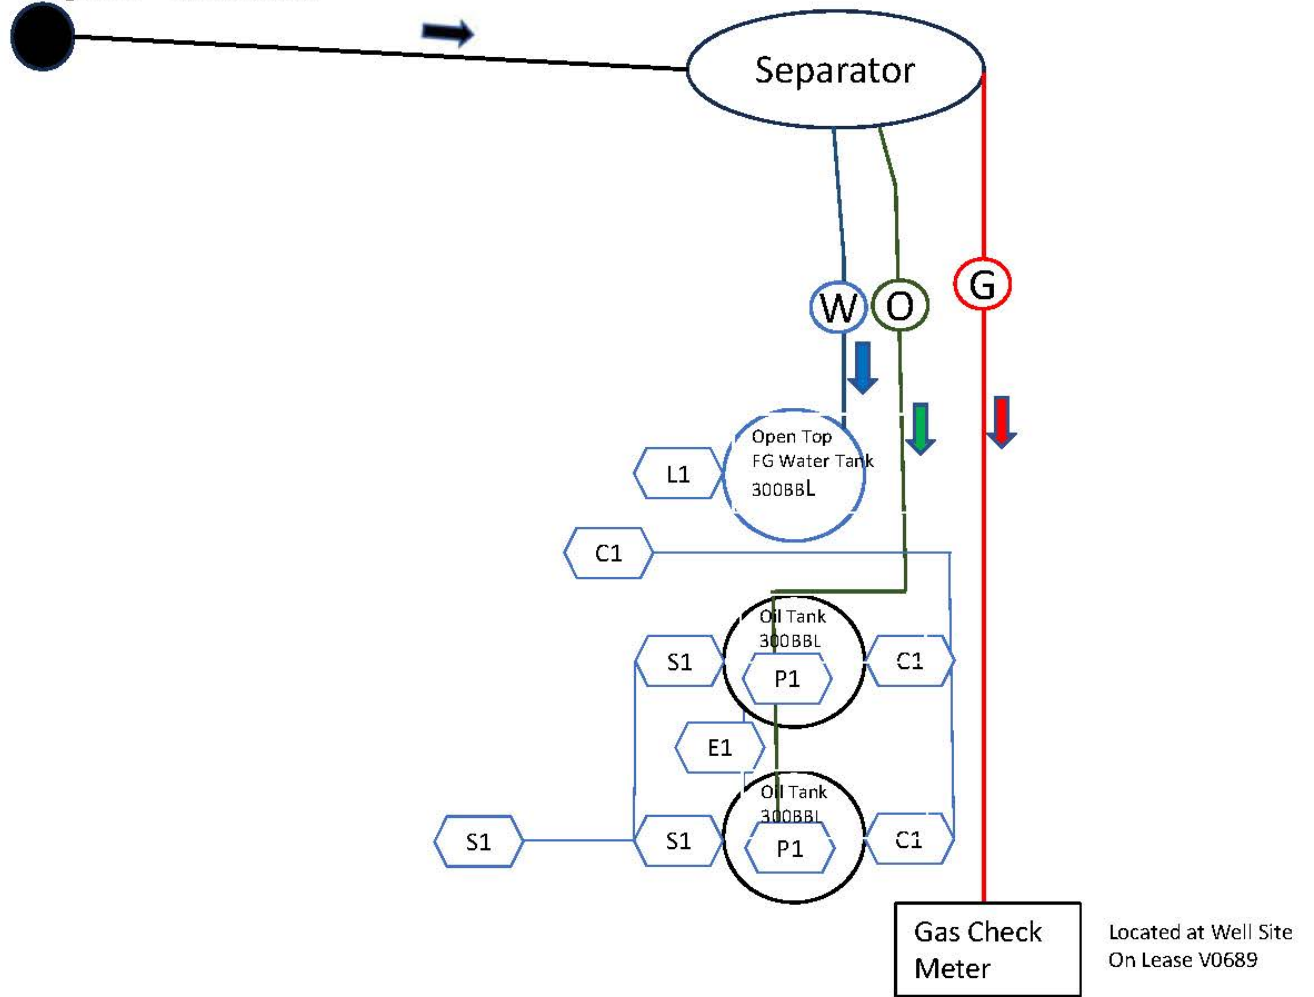 Separator
W
O
G
Open Top
FG Water Tank
300BBL
L1
C1
Oil Tank
300BBL
S1
P1
C1
E1
Oil Tank
300BBL
S1
S1
P1
C1
Gas Check
Meter
Located at Well Site
On Lease V0689